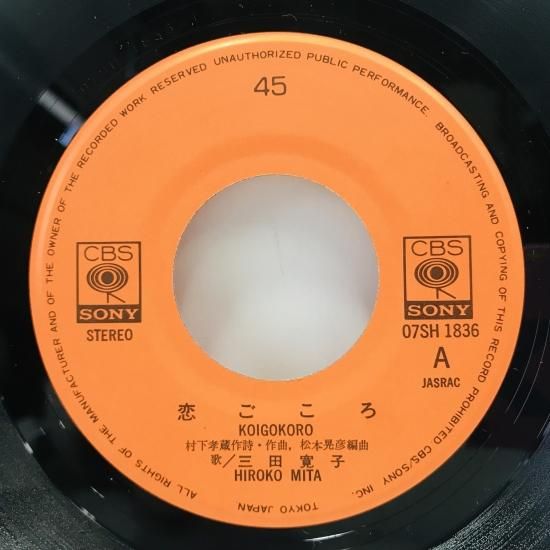 ALL RIGHTS OF THE MANUFACTURER AND OF THE OWNER OF THE RECORDED WORK RESERVED UNAUTHORIZED PUBLIC PERFORMANCE. BROADCASTING AND COPYING OF THIS RECORD PROHIBITED CBS/SONY INC. TOKYO JAPAN
45
CBS
SONY
STEREO
CBS
SONY
07SH 1836
A
JASRAC
恋ごころ
KOIGOKORO
村下孝蔵作詩・作曲, 松本晃彦編曲
歌/三田寛子
HIROKO MITA